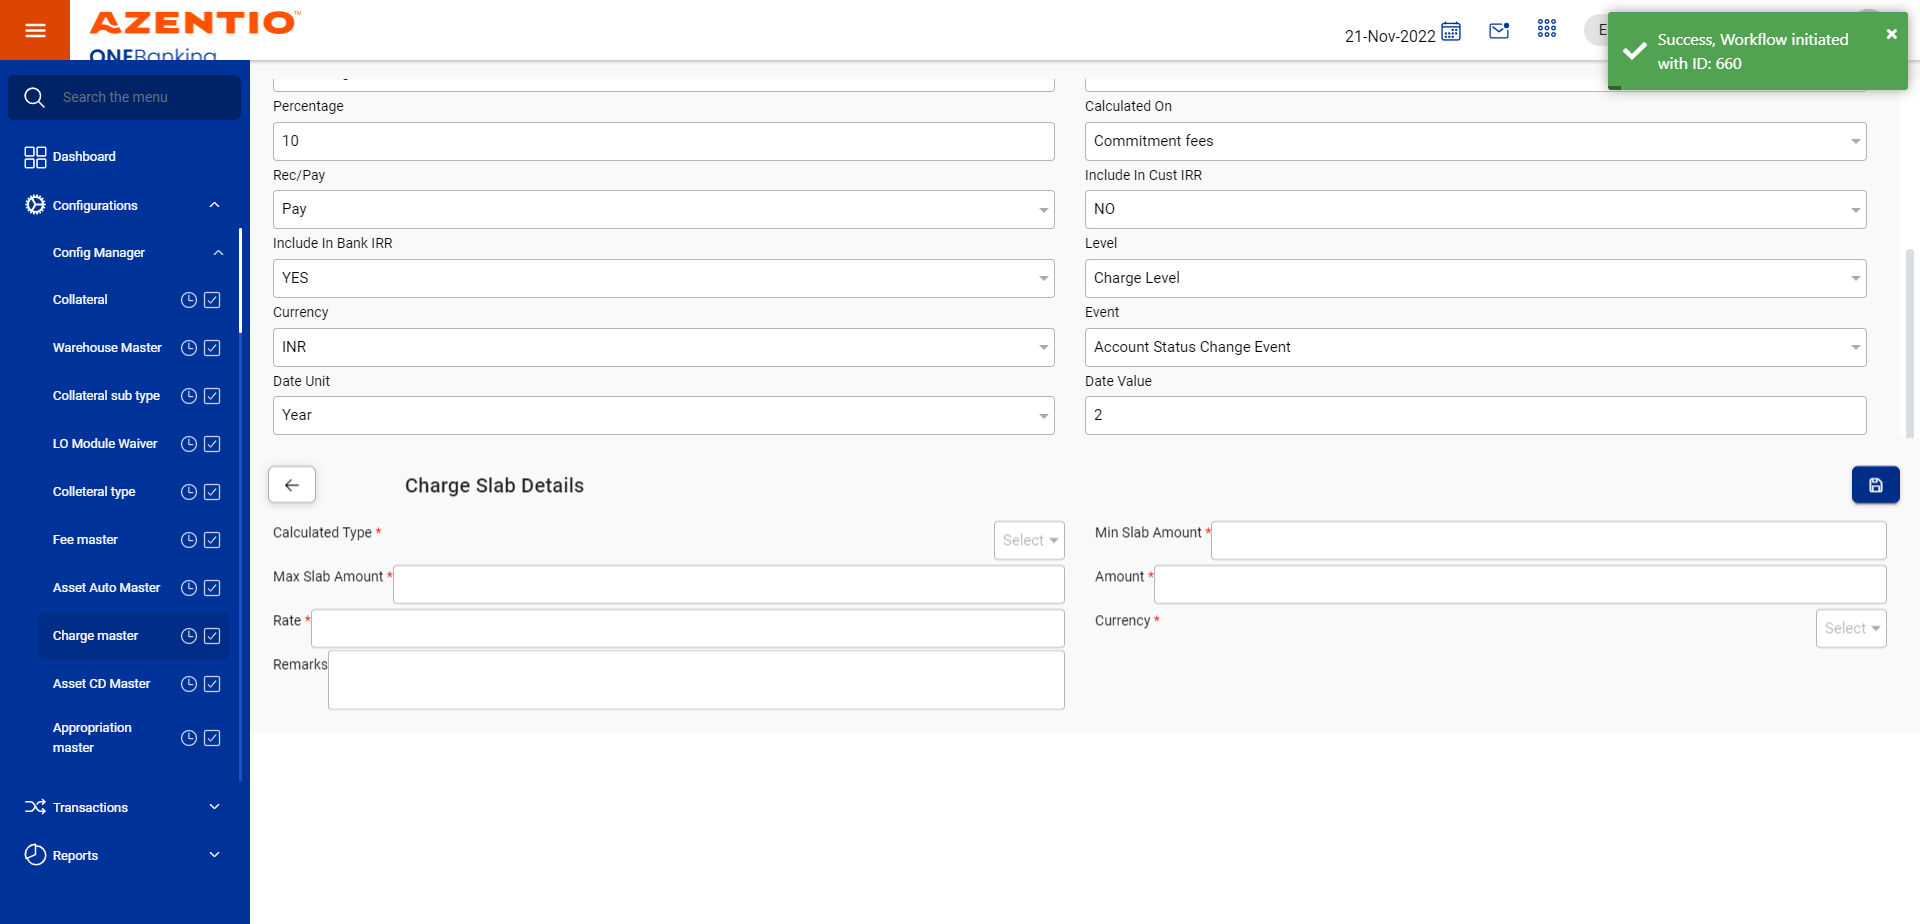 AZENTIO™
ONEBanking
21-Nov-2022
E
Success, Workflow initiated
with ID: 660
Search the menu
Dashboard
Configurations
Config Manager
Collateral
Warehouse Master
Collateral sub type
LO Module Waiver
Colleteral type
Fee master
Asset Auto Master
Charge master
Asset CD Master
Appropriation
master
Transactions
Reports
Percentage
Calculated On
10
Commitment fees
Rec/Pay
Include In Cust IRR
Pay
NO
Include In Bank IRR
Level
YES
Charge Level
Currency
Event
INR
Account Status Change Event
Date Unit
Date Value
Year
2
Charge Slab Details
Calculated Type *
Select
Min Slab Amount *
Max Slab Amount *
Amount *
Rate *
Currency *
Select
Remarks